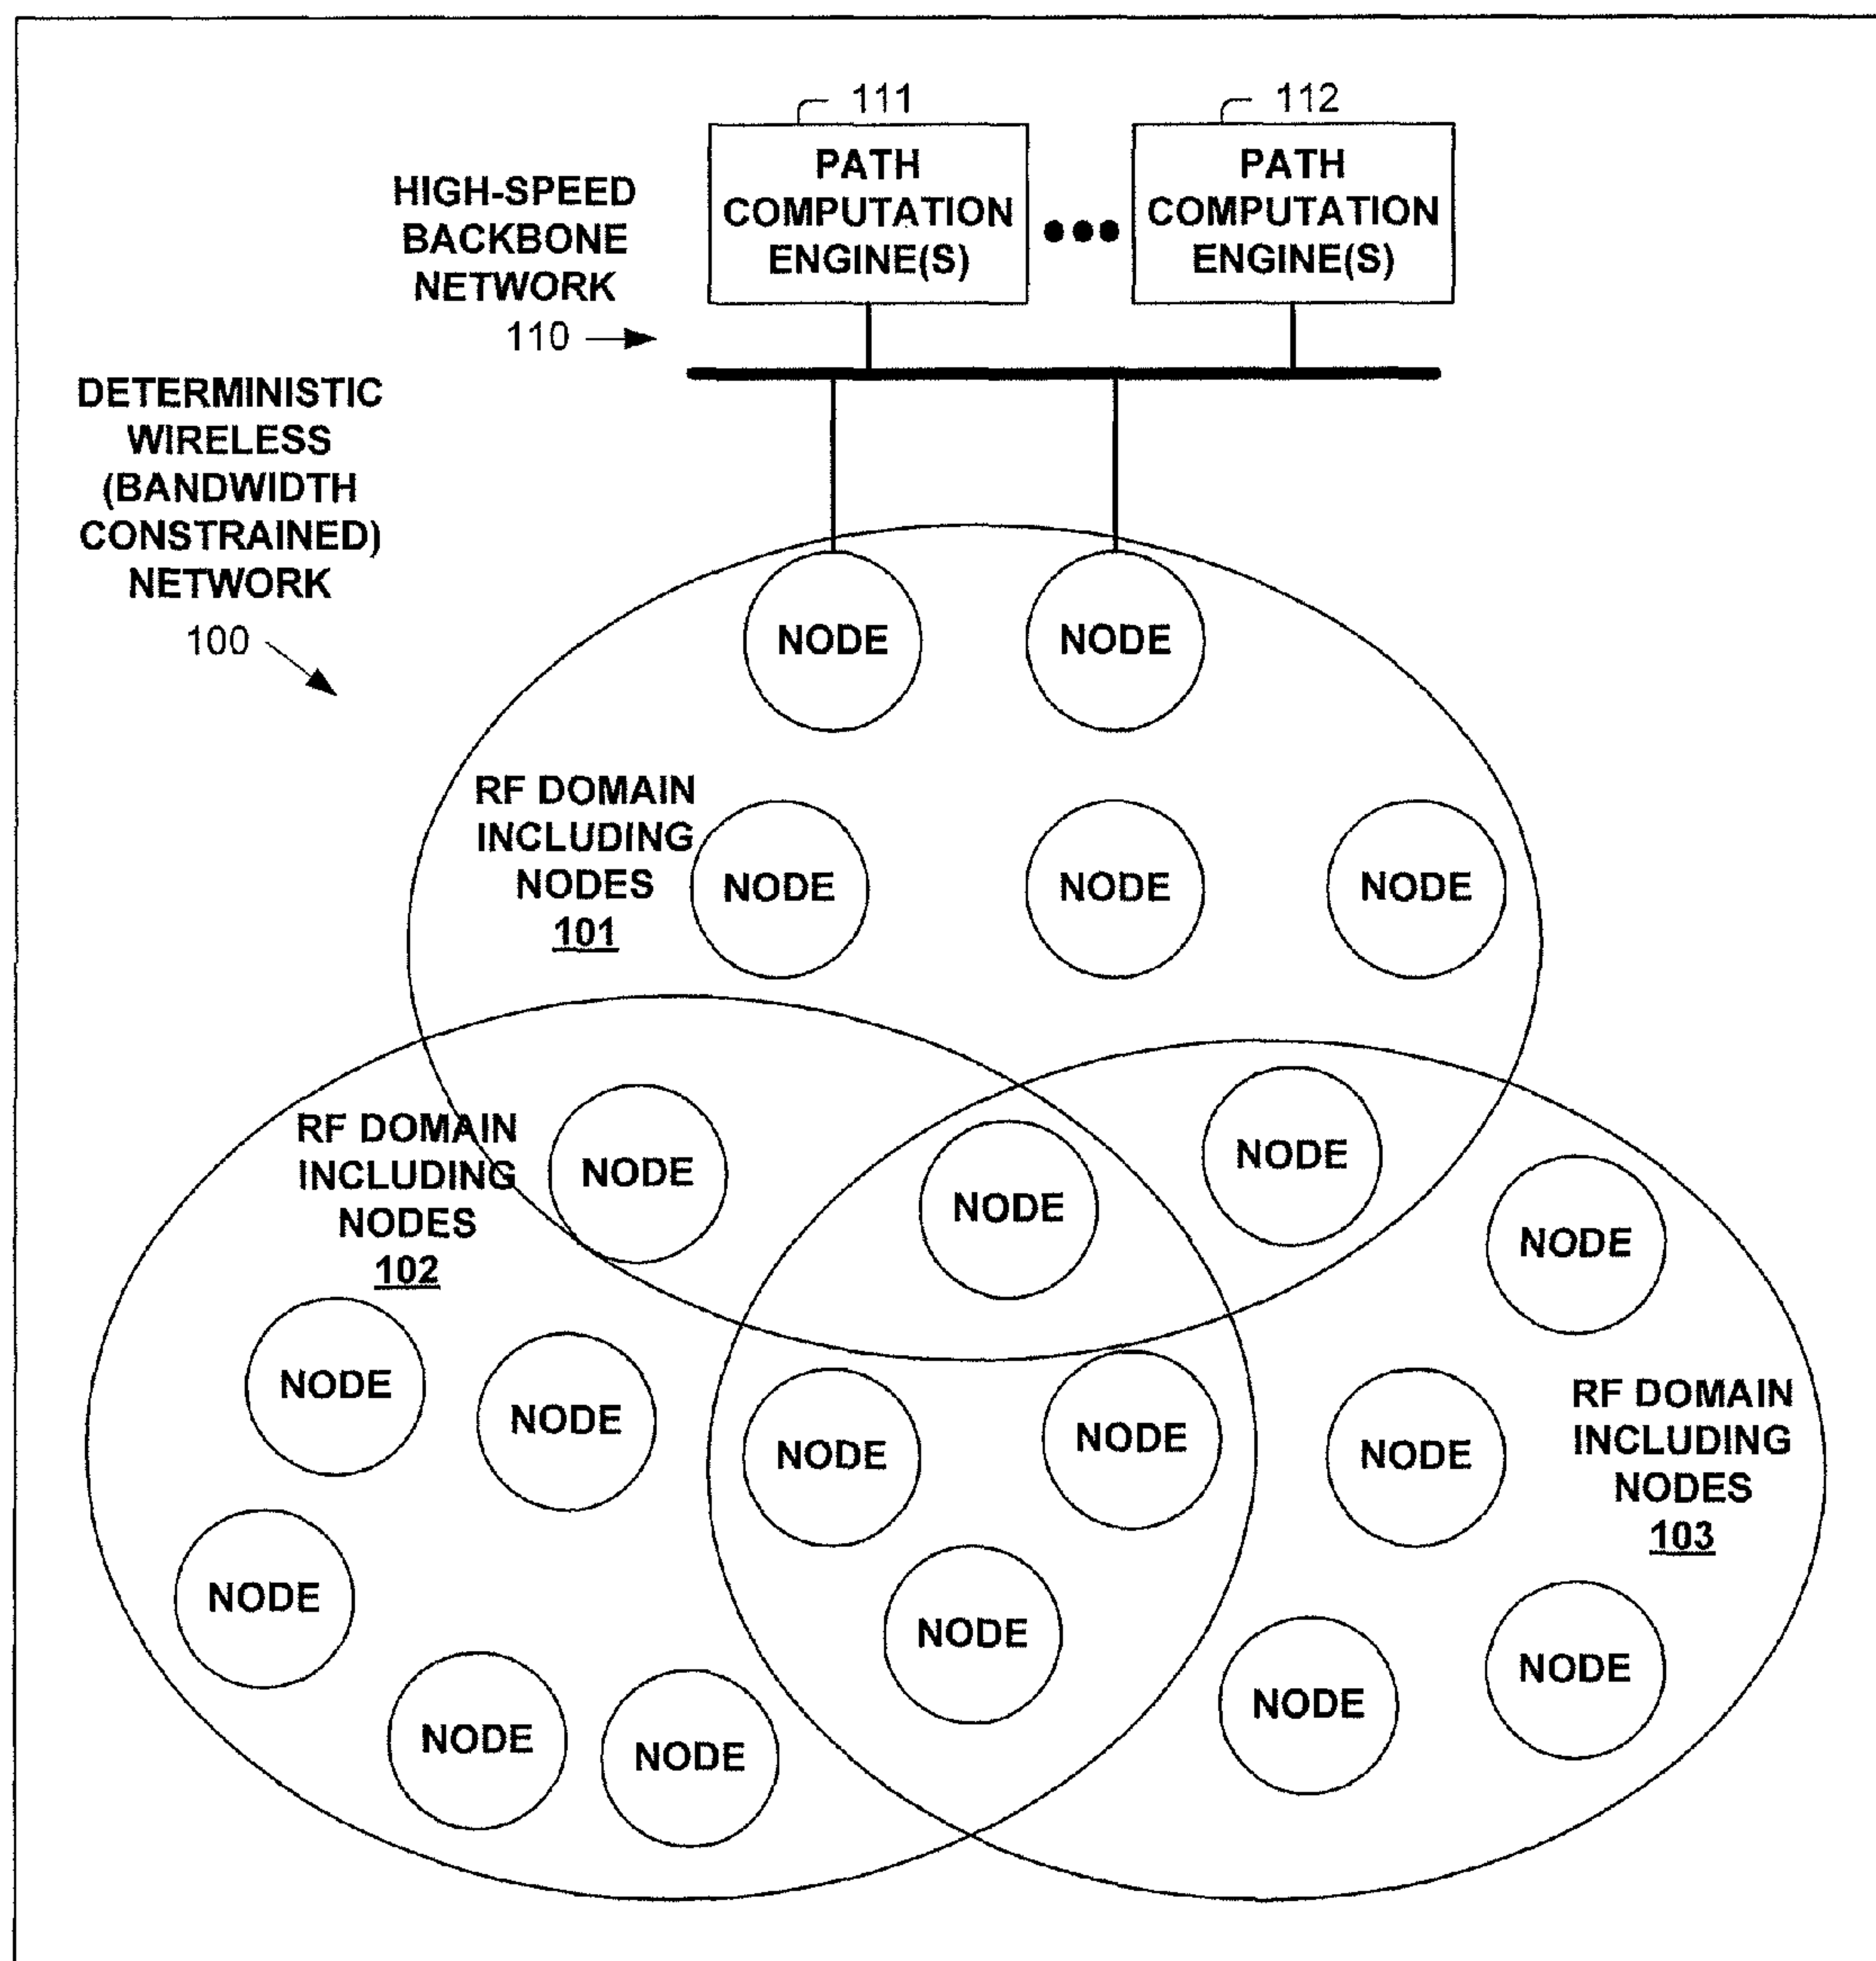 111
112
PATH
COMPUTATION
ENGINE(S)
PATH
COMPUTATION
ENGINE(S)
HIGH-SPEED
BACKBONE
NETWORK
110
DETERMINISTIC
WIRELESS
(BANDWIDTH
CONSTRAINED)
NETWORK
100
NODE
NODE
RF DOMAIN
INCLUDING
NODES
101
NODE
NODE
NODE
RF DOMAIN
INCLUDING
NODES
102
NODE
NODE
NODE
NODE
NODE
NODE
NODE
NODE
NODE
RF DOMAIN
INCLUDING
NODES
103
NODE
NODE
NODE
NODE
NODE
NODE
NODE